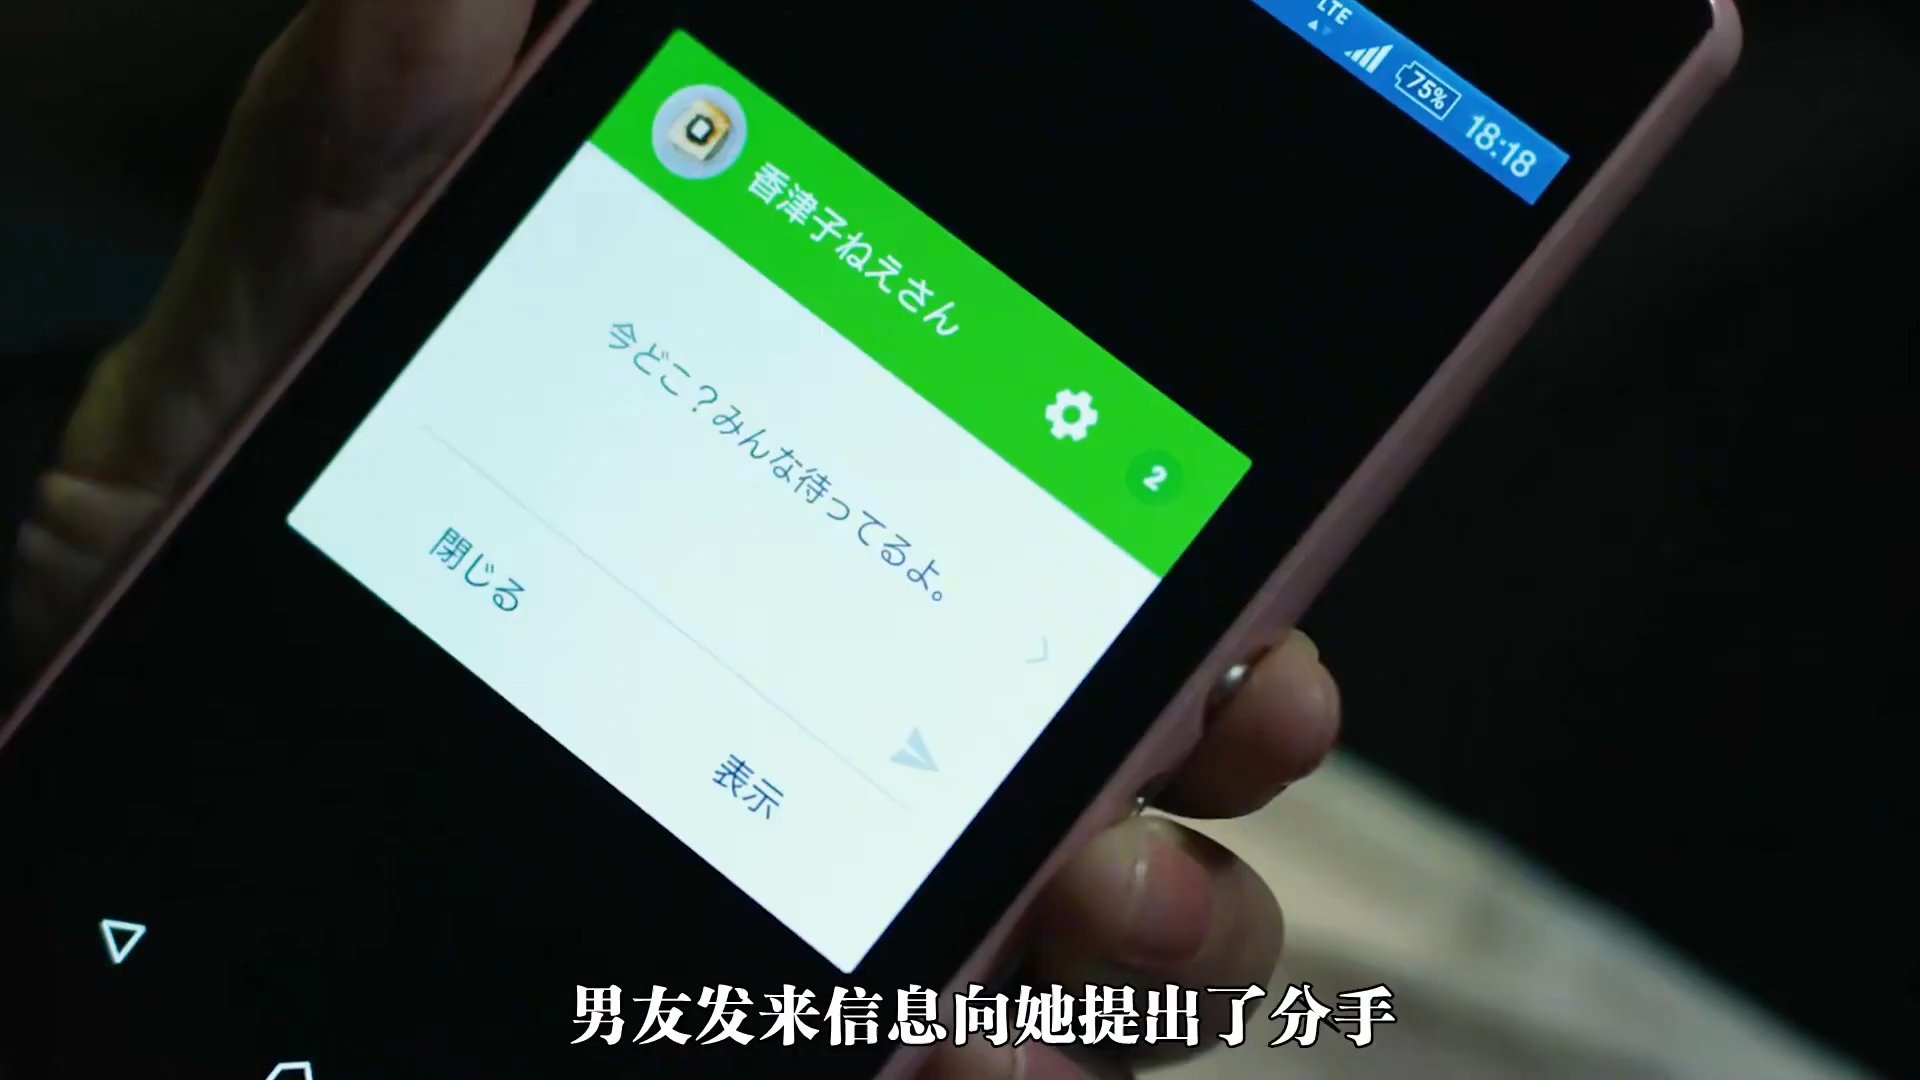 LTE
75%
18:18
香津子ねえさん
2
今どこ？みんな待ってるよ。
閉じる
表示
男友发来信息向她提出了分手